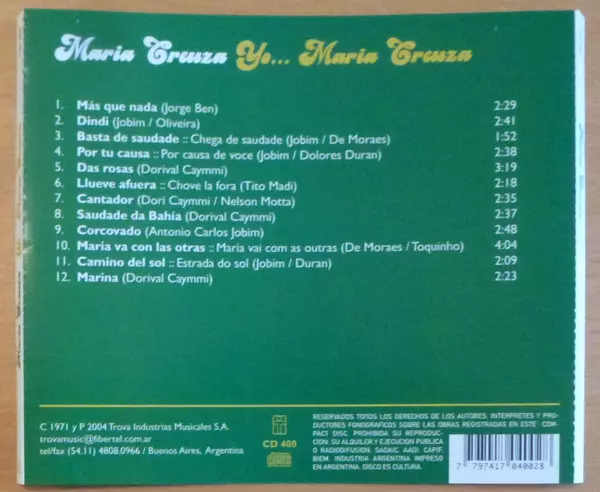 Maria Creuza Yo... Maria Creuza
1. Más que nada (Jorge Ben) 2:29
2. Dindi (Jobim / Oliveira) 2:41
3. Basta de saudade :: Chega de saudade (Jobim / De Moraes) 1:52
4. Por tu causa :: Por causa de voce (Jobim / Dolores Duran) 2:38
5. Das rosas (Dorival Caymmi) 3:19
6. Llueve afuera :: Chove la fora (Tito Madi) 2:18
7. Cantador (Dori Caymmi / Nelson Motta) 2:35
8. Saudade da Bahía (Dorival Caymmi) 2:37
9. Corcovado (Antonio Carlos Jobim) 2:48
10. María va con las otras :: Maria vai com as outras (De Moraes / Toquinho) 4:04
11. Camino del sol :: Estrada do sol (Jobim / Duran) 2:09
12. Marina (Dorival Caymmi) 2:23
C 1971 y P 2004 Trova Industrias Musicales S.A.
trovamusic@fibertel.com.ar
tel/fax (54.11) 4808.0966 / Buenos Aires, Argentina
CD 400
RESERVADOS TODOS LOS DERECHOS DE LOS AUTORES, INTERPRETES Y PRO-
DUCTORES FONOGRAFICOS SOBRE LAS OBRAS REGISTRADAS EN ESTE COM-
PACT DISC. PROHIBIDA SU REPRODUCCION,
SU ALQUILER Y EJECUCION PUBLICA
O RADIODIFUSION. SADAIC AADI CAPIF.
BIEM. INDUSTRIA ARGENTINA IMPRESO
EN ARGENTINA. DISCO ES CULTURA.
7 797417 040028